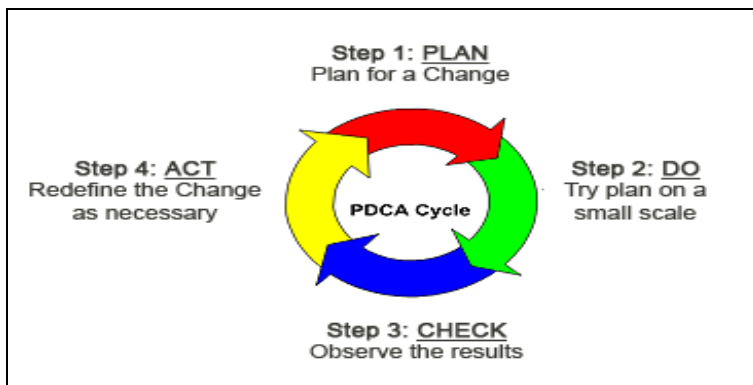 Step 1: PLAN
Plan for a Change
Step 4: ACT
Redefine the Change
as necessary
PDCA Cycle
Step 2: DO
Try plan on a
small scale
Step 3: CHECK
Observe the results